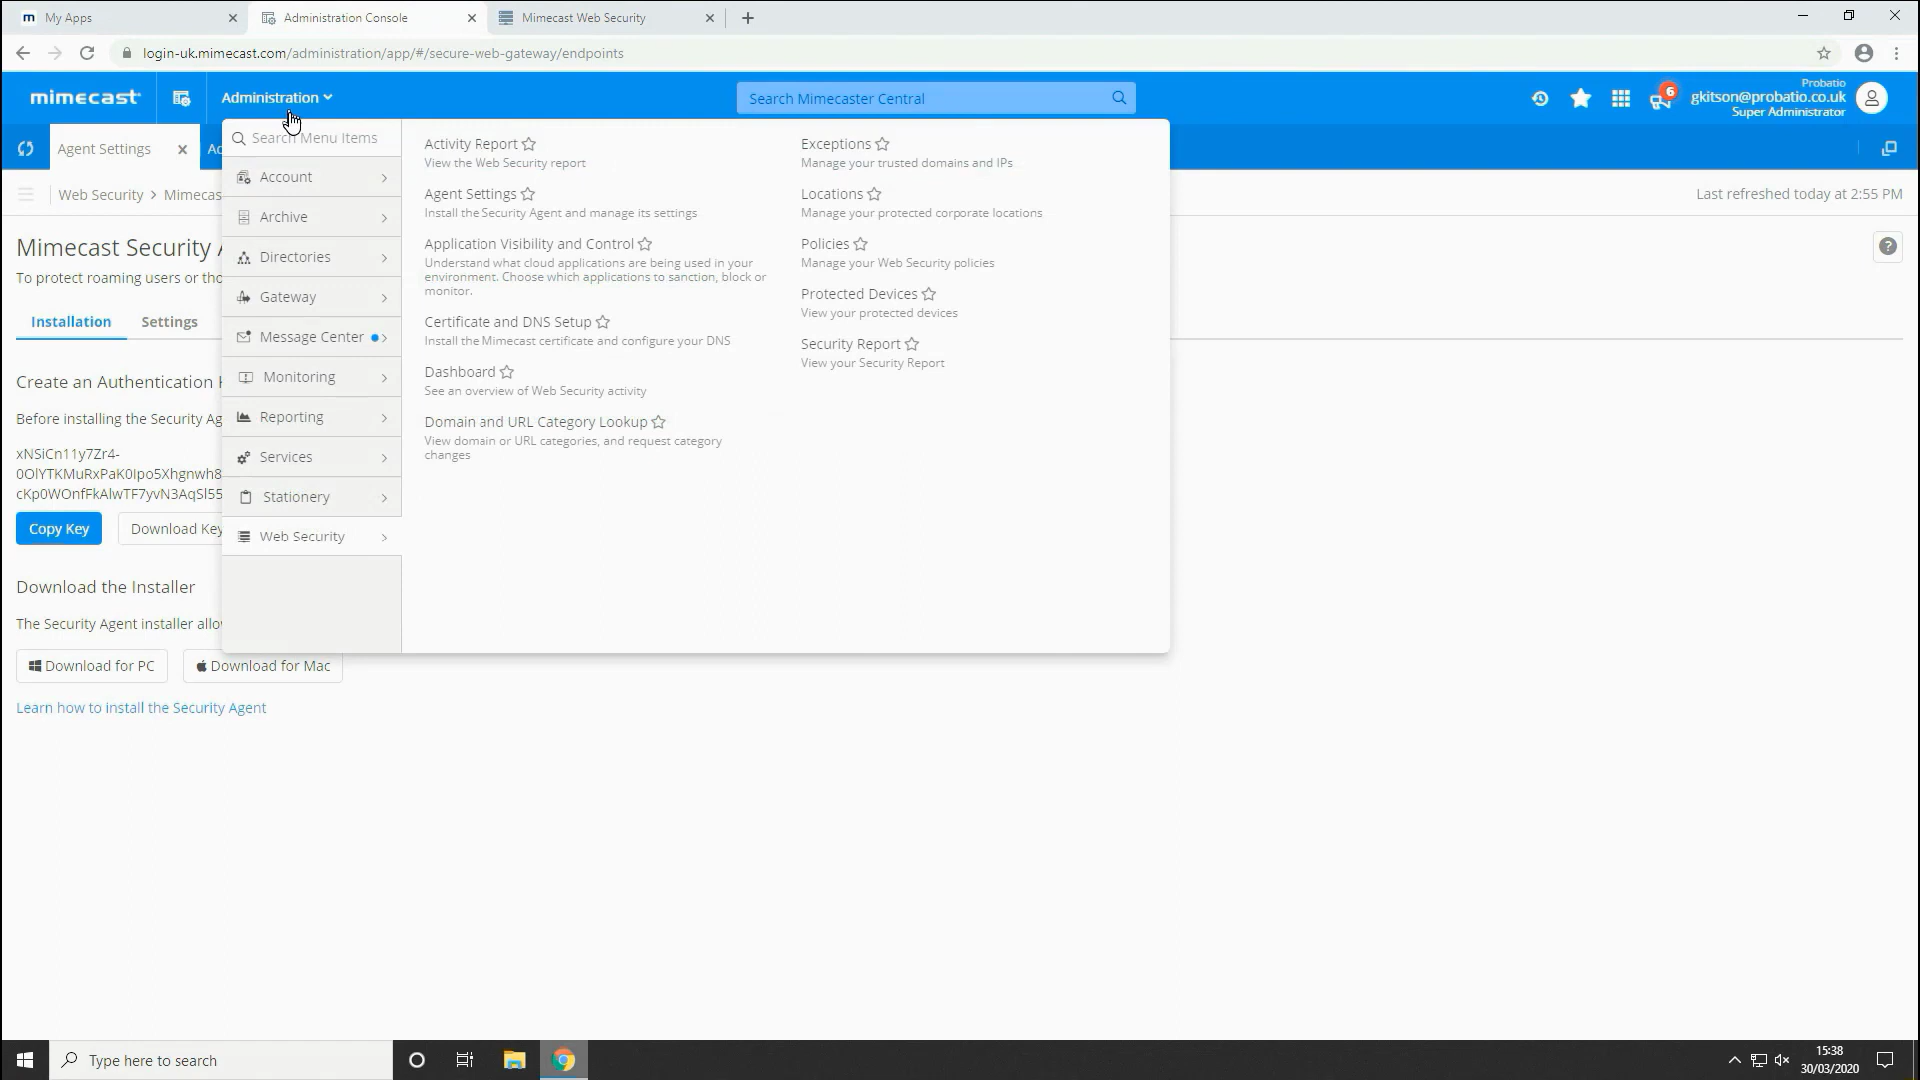 My Apps
Administration Console
Mimecast Web Security
login-uk.mimecast.com/administration/app/#/secure-web-gateway/endpoints
mimecast
Administration
Search Mimecaster Central
6
Probatio
gkitson@probatio.co.uk
Super Administrator
Agent Settings
Ac
Search Menu Items
Web Security > Mimecas
Last refreshed today at 2:55 PM
Mimecast Security A
To protect roaming users or tho
Installation
Settings
Create an Authentication K
Before installing the Security Ag
xNSiCn11y7Zr4-
Copy Key
Download Key
Download the Installer
The Security Agent installer allo
Download for PC
Download for Mac
Learn how to install the Security Agent
Account
Archive
Directories
Gateway
Message Center
Monitoring
Reporting
Services
Stationery
Web Security
Activity Report
View the Web Security report
Agent Settings
Install the Security Agent and manage its settings
Application Visibility and Control
Understand what cloud applications are being used in your
environment. Choose which applications to sanction, block or
monitor.
Certificate and DNS Setup
Install the Mimecast certificate and configure your DNS
Dashboard
See an overview of Web Security activity
Domain and URL Category Lookup
View domain or URL categories, and request category
changes
Exceptions
Manage your trusted domains and IPs
Locations
Manage your protected corporate locations
Policies
Manage your Web Security policies
Protected Devices
View your protected devices
Security Report
View your Security Report
Type here to search
15:38
30/03/2020